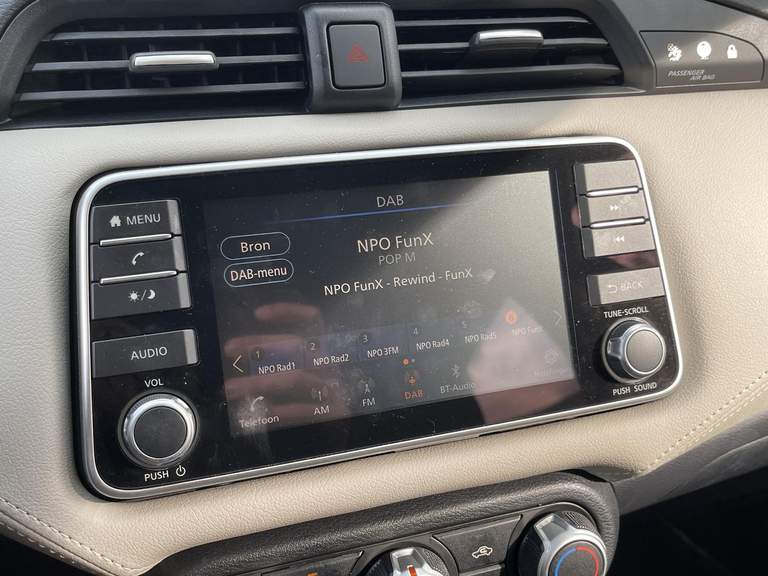 PASSENGER
AIR BAG
MENU
AUDIO
VOL
PUSH
DAB
Bron
DAB-menu
NPO FunX
POP M
NPO FunX - Rewind - FunX
1
NPO Rad1
2
NPO Rad2
3
NPO 3FM
4
NPO Rad4
5
NPO Rad5
6
NPO FunX
Telefoon
AM
FM
DAB
BT-Audio
BACK
TUNE-SCROLL
PUSH SOUND